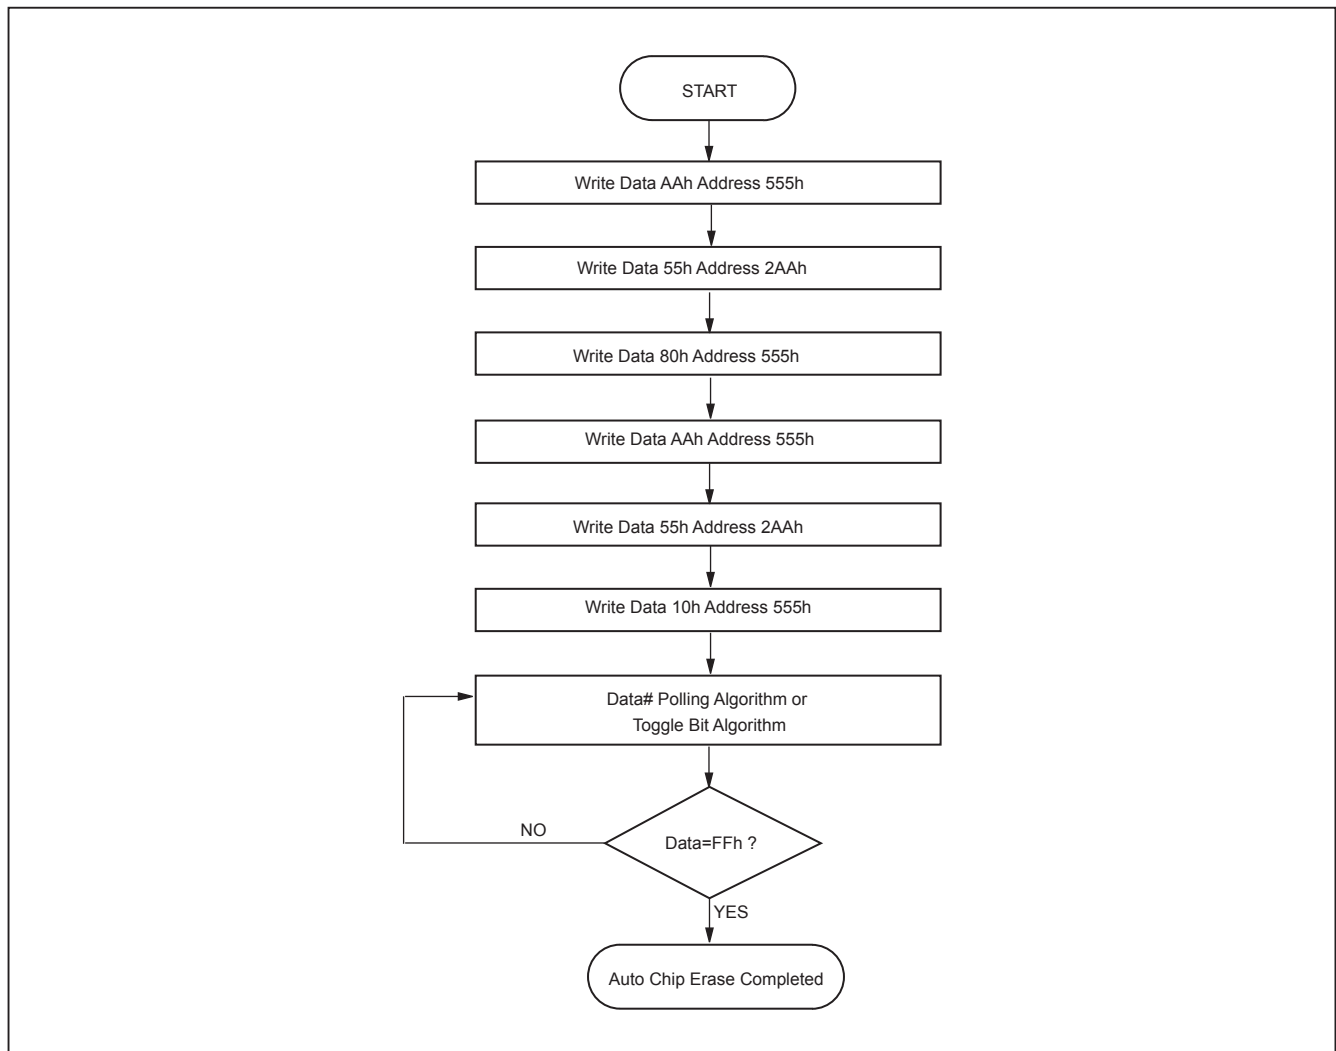 START
Write Data AAh Address 555h
Write Data 55h Address 2AAh
Write Data 80h Address 555h
Write Data AAh Address 555h
Write Data 55h Address 2AAh
Write Data 10h Address 555h
Data# Polling Algorithm or
Toggle Bit Algorithm
NO
Data=FFh ?
YES
Auto Chip Erase Completed